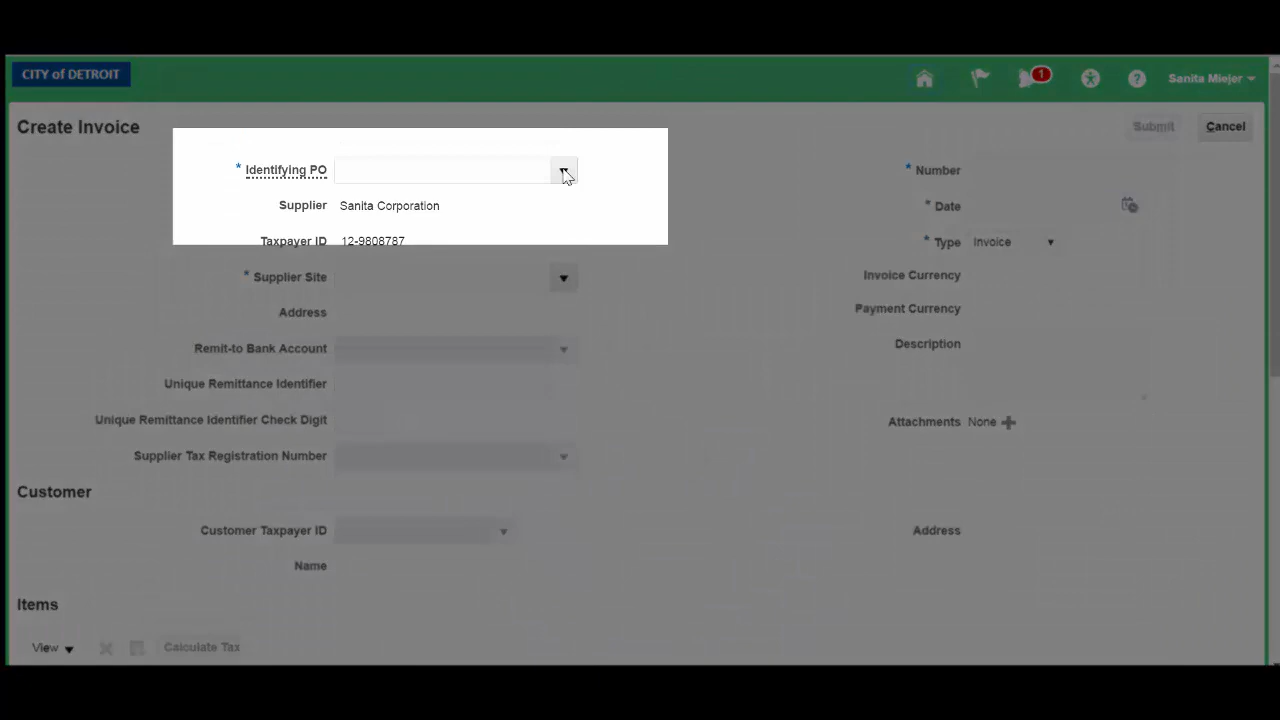 CITY of DETROIT
1
Sanita Miejer
Create Invoice
Submit
Cancel
* Identifying PO
Supplier Sanita Corporation
Taxpayer ID 12-9808787
* Supplier Site
Address
Remit-to Bank Account
Unique Remittance Identifier
Unique Remittance Identifier Check Digit
Supplier Tax Registration Number
* Number
* Date
* Type Invoice
Invoice Currency
Payment Currency
Description
Attachments None
Customer
Customer Taxpayer ID
Name
Address
Items
View
Calculate Tax